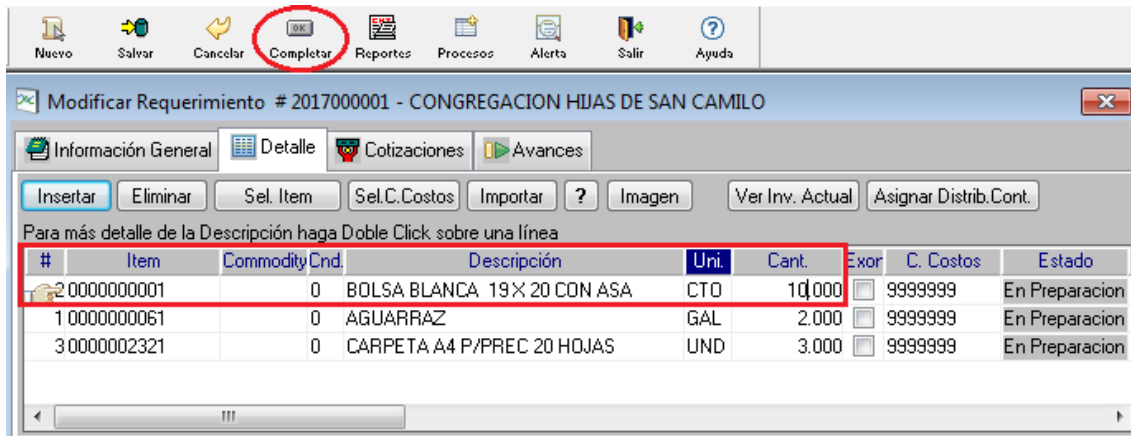 Nuevo Salvar Cancelar Completar Reportes Procesos Alerta Salir Ayuda
Modificar Requerimiento # 2017000001 - CONGREGACION HIJAS DE SAN CAMILO
Información General Detalle Cotizaciones Avances
Insertar Eliminar Sel. Item Sel.C.Costos Importar ? Imagen Ver Inv. Actual Asignar Distrib.Cont.
Para más detalle de la Descripción haga Doble Click sobre una línea
# Item Commodity Cnd. Descripción Uni. Cant. Exor C. Costos Estado
2 0000000001 0 BOLSA BLANCA 19 X 20 CON ASA CTO 10.000 9999999 En Preparacion
1 0000000061 0 AGUARRAZ GAL 2.000 9999999 En Preparacion
3 0000002321 0 CARPETA A4 P/PREC 20 HOJAS UND 3.000 9999999 En Preparacion